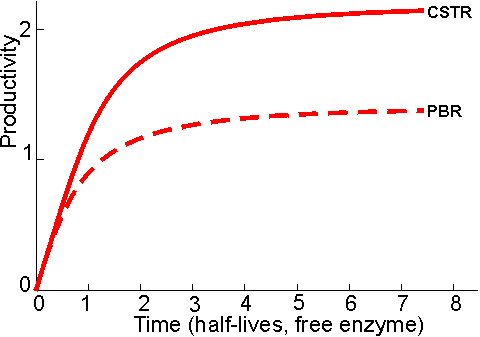 2
CSTR
Productivity
PBR
1
0
0 1 2 3 4 5 6 7 8
Time (half-lives, free enzyme)